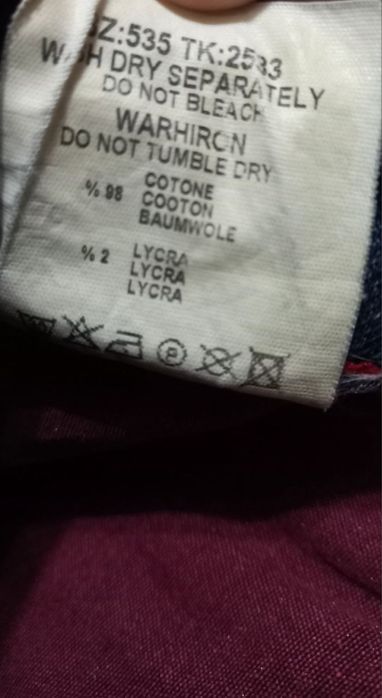 Z:535 TK:2533
WASH DRY SEPARATELY
DO NOT BLEACH
WARHIRON
DO NOT TUMBLE DRY
% 98 COTONE
COOTON
BAUMWOLE
% 2 LYCRA
LYCRA
LYCRA
P